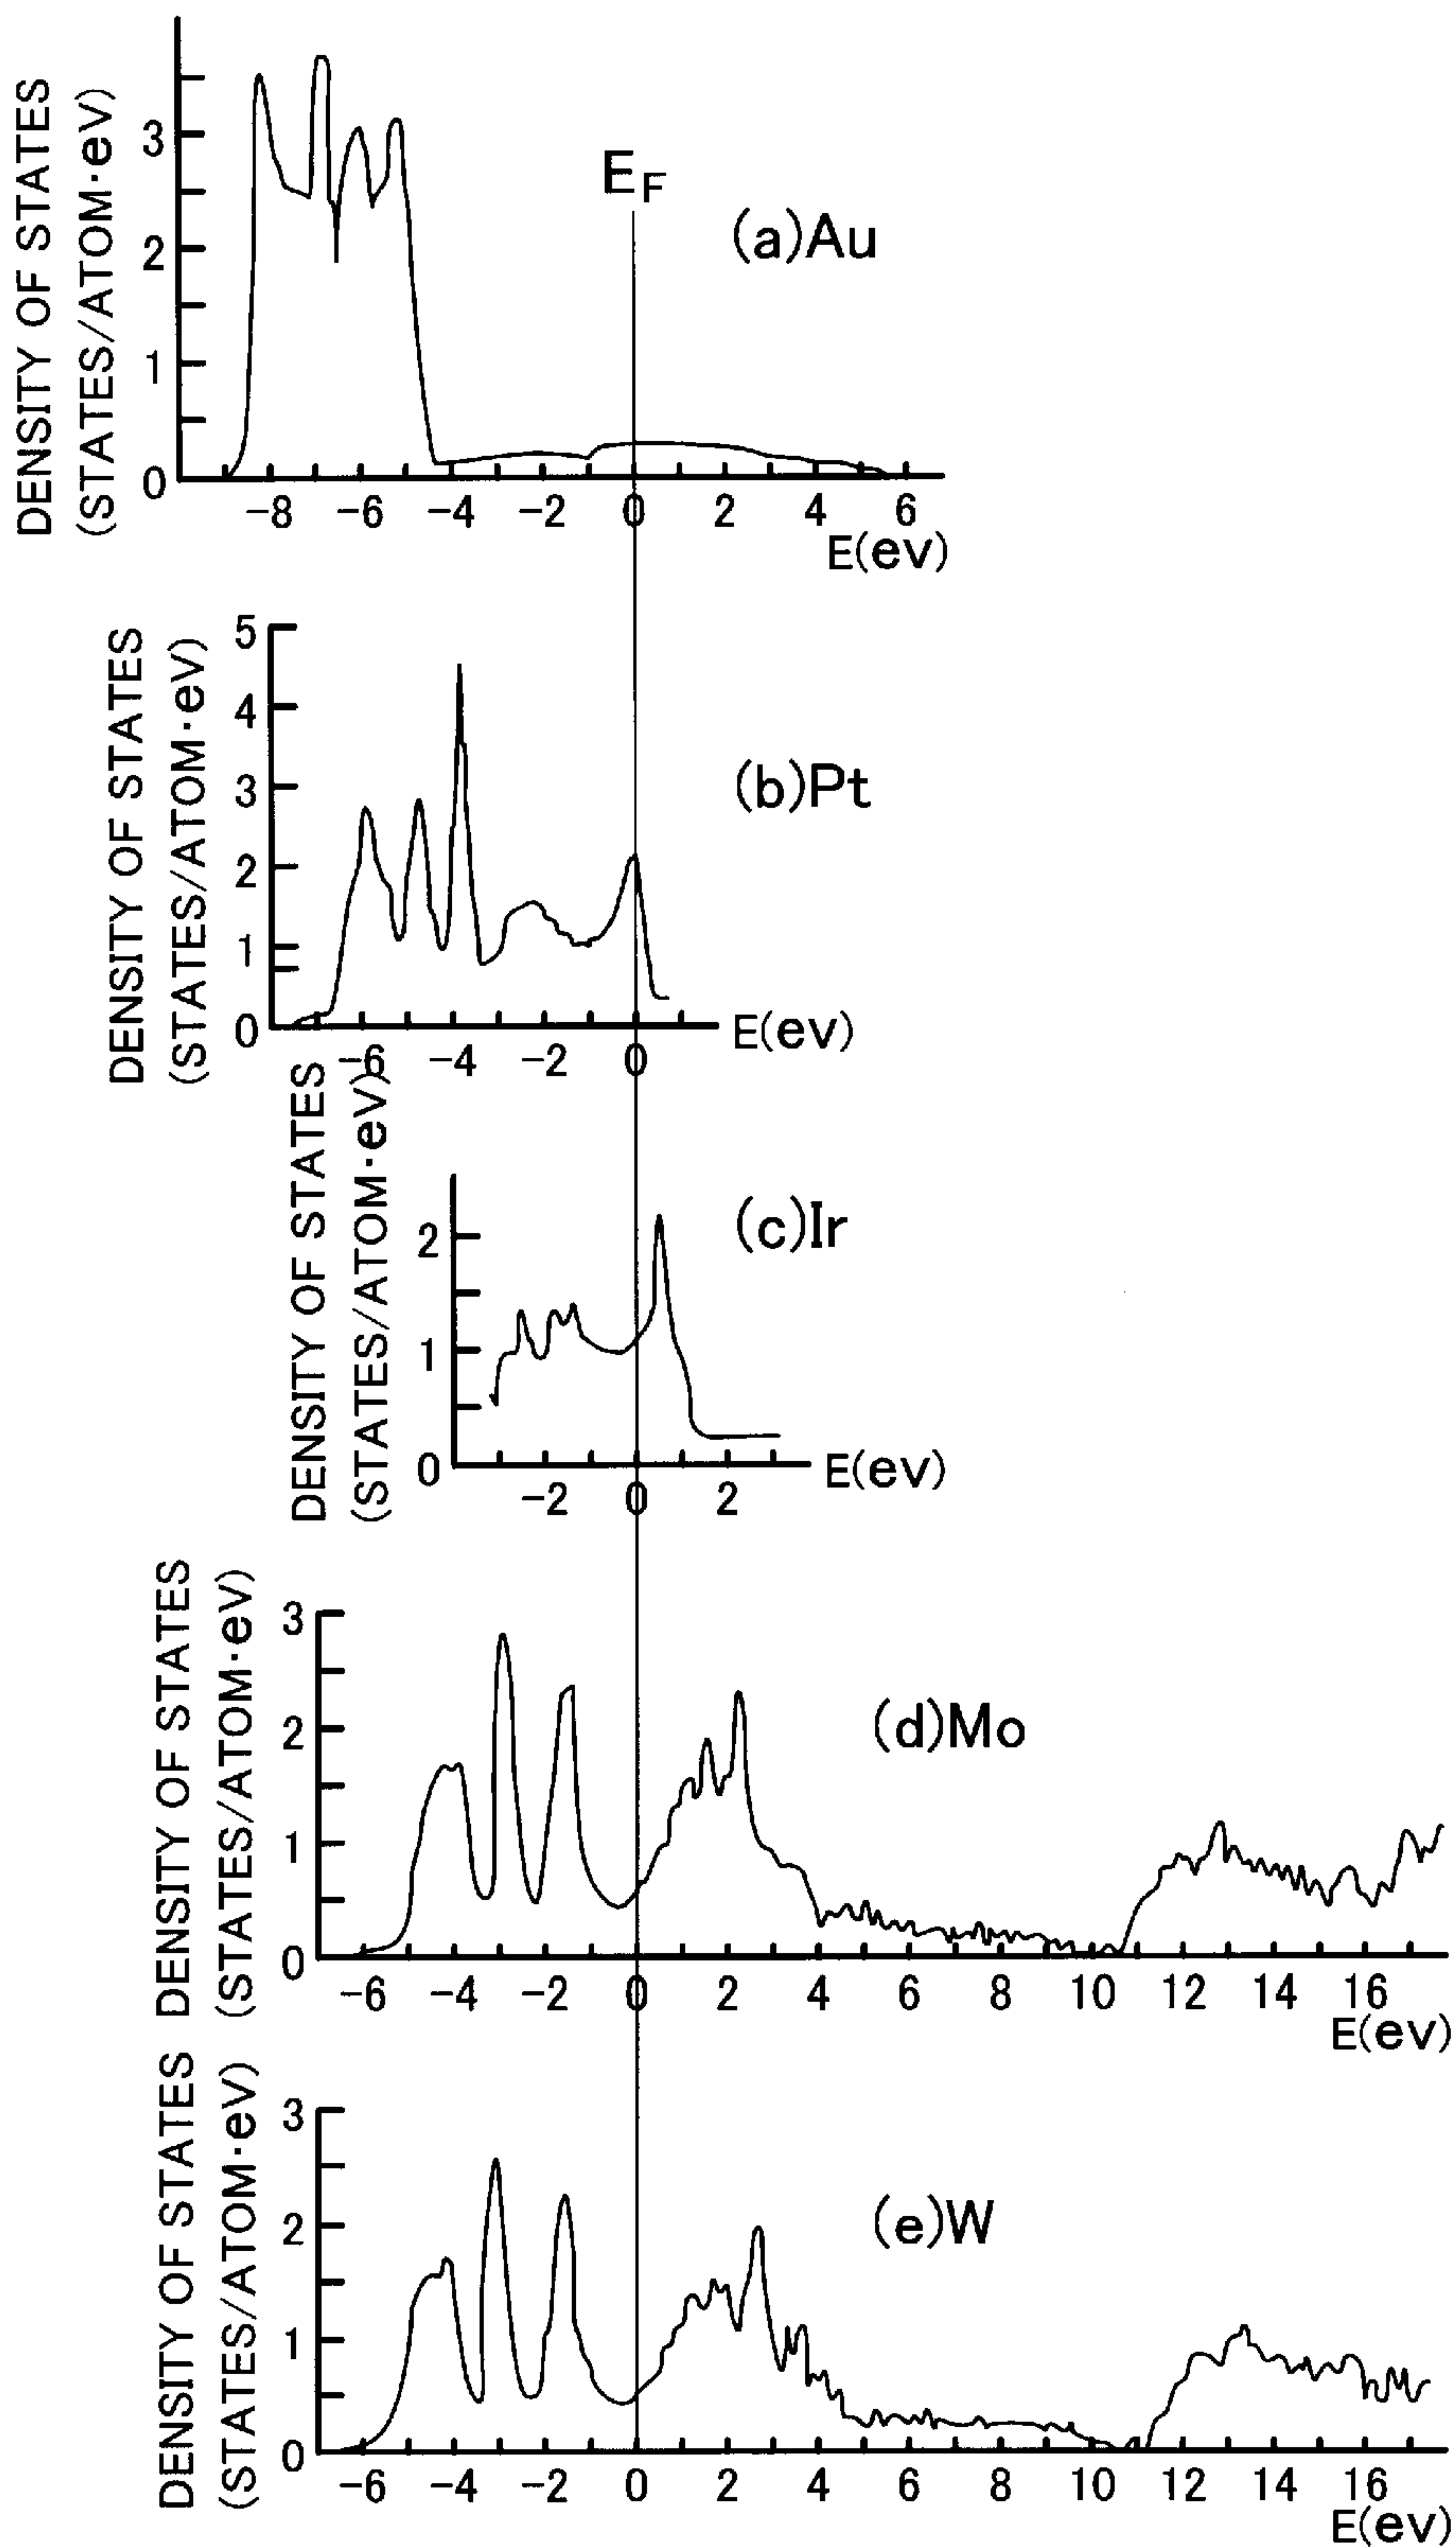 DENSITY OF STATES
(STATES/ATOM·eV)
3
2
1
0
E_F
(a)Au
-8 -6 -4 -2 0 2 4 6
E(ev)
DENSITY OF STATES
(STATES/ATOM·eV)
5
4
3
2
1
0
(b)Pt
-6 -4 -2 0
E(ev)
DENSITY OF STATES
(STATES/ATOM·eV)
2
1
0
(c)Ir
-2 0 2
E(ev)
DENSITY OF STATES
(STATES/ATOM·eV)
3
2
1
0
(d)Mo
-6 -4 -2 0 2 4 6 8 10 12 14 16
E(ev)
DENSITY OF STATES
(STATES/ATOM·eV)
3
2
1
0
(e)W
-6 -4 -2 0 2 4 6 8 10 12 14 16
E(ev)